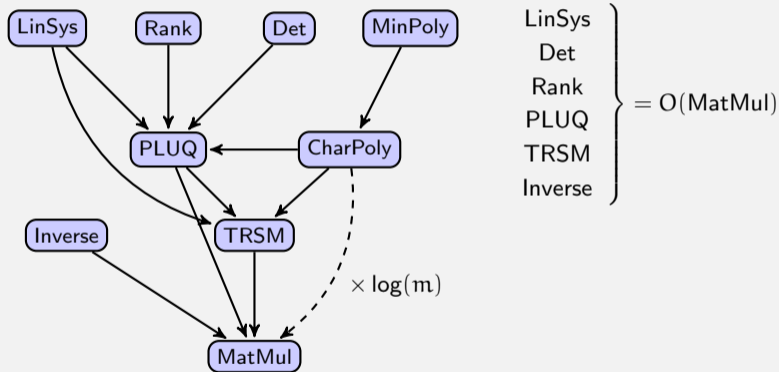 LinSys
Rank
Det
MinPoly
PLUQ
CharPoly
Inverse
TRSM
× log(m)
MatMul
LinSys
Det
Rank
PLUQ
TRSM
Inverse
= O(MatMul)